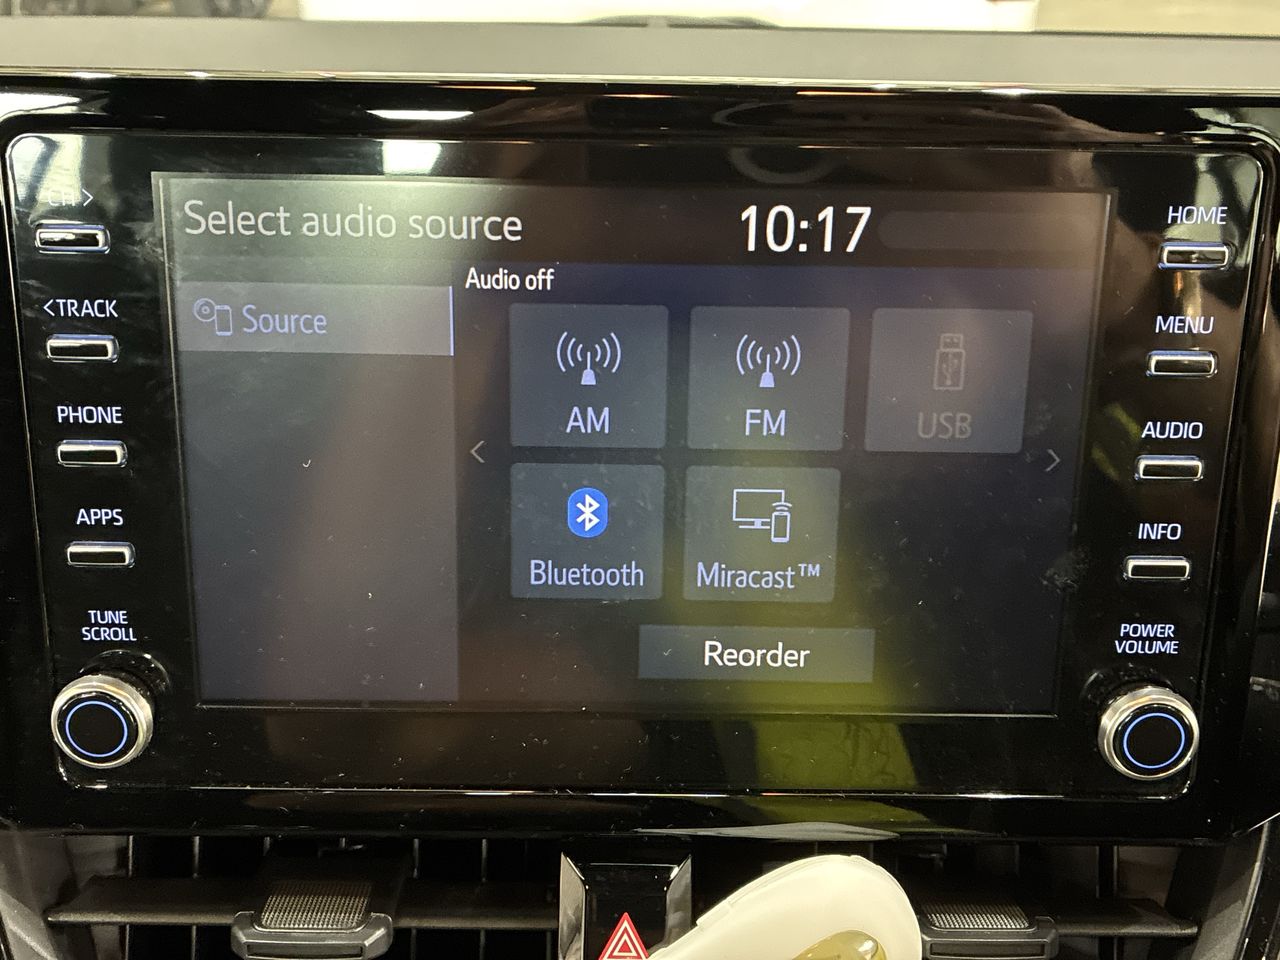 Select audio source
10:17
Audio off
Source
AM
FM
USB
Bluetooth
Miracast™
Reorder
<TRACK
PHONE
APPS
TUNE
SCROLL
HOME
MENU
AUDIO
INFO
POWER
VOLUME